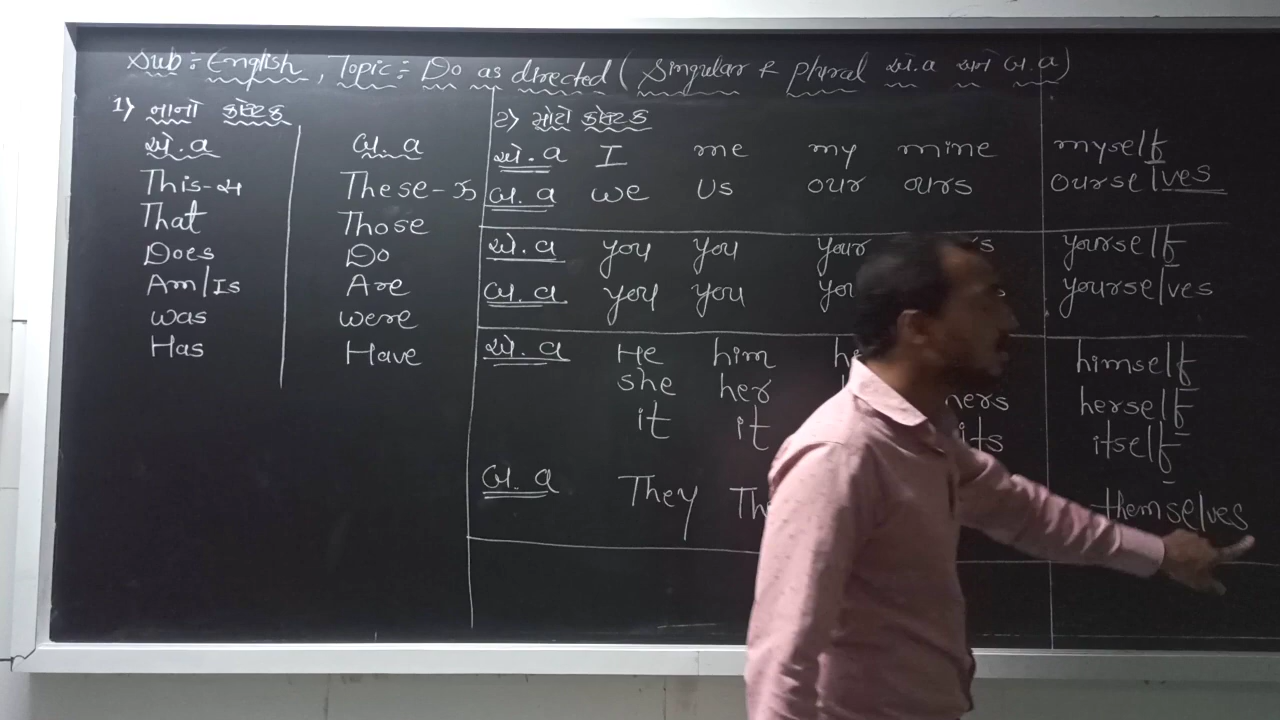 Sub:- English, Topic:- Do as directed ( Singular & plural એ.વ અને બ.વ )
1) નાનો કોષ્ટક
એ.વ બ.વ
This-
These-
That Those
Does Do
Am/Is Are
was were
Has Have
2) મોટો કોષ્ટક
એ.વ I me my mine myself
બ.વ we us our ours ourselves
એ.વ you you your yourself
બ.વ you you yourselves
એ.વ He him himself
she her hers herself
it it its itself
બ.વ They themselves